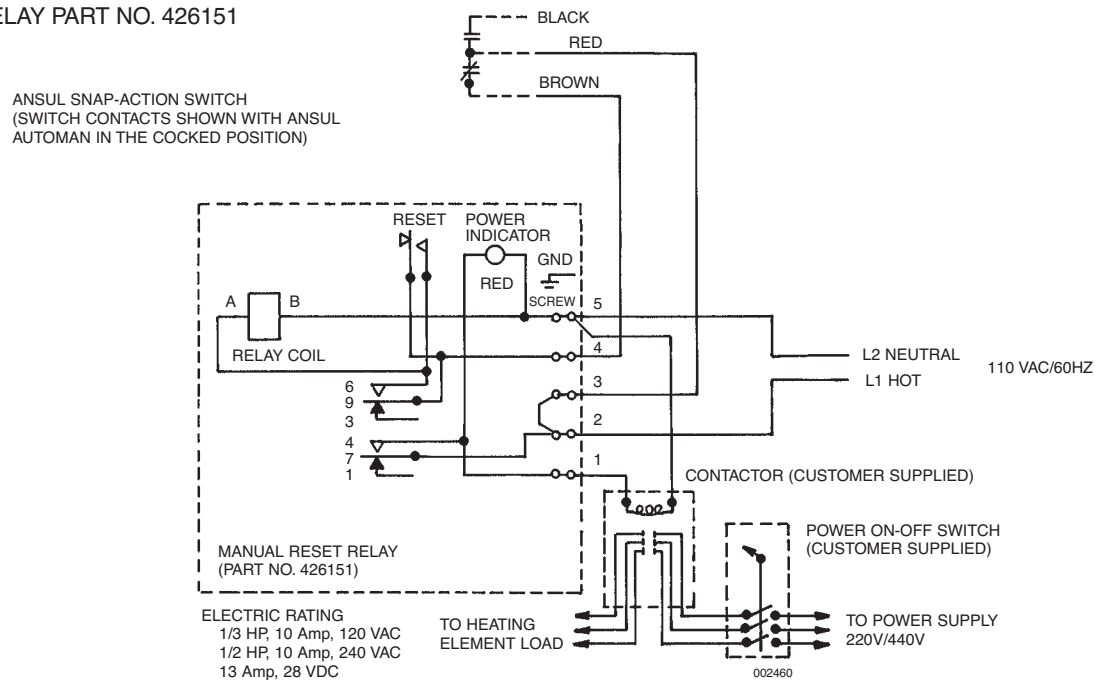 ELAY PART NO. 426151
BLACK
RED
BROWN
ANSUL SNAP-ACTION SWITCH
(SWITCH CONTACTS SHOWN WITH ANSUL
AUTOMAN IN THE COCKED POSITION)
RESET
POWER
INDICATOR
RED
GND
SCREW
A
B
RELAY COIL
5
4
3
2
1
6
9
3
4
7
1
L2 NEUTRAL
L1 HOT
110 VAC/60HZ
CONTACTOR (CUSTOMER SUPPLIED)
POWER ON-OFF SWITCH
(CUSTOMER SUPPLIED)
MANUAL RESET RELAY
(PART NO. 426151)
ELECTRIC RATING
1/3 HP, 10 Amp, 120 VAC
1/2 HP, 10 Amp, 240 VAC
13 Amp, 28 VDC
TO HEATING
ELEMENT LOAD
TO POWER SUPPLY
220V/440V
002460